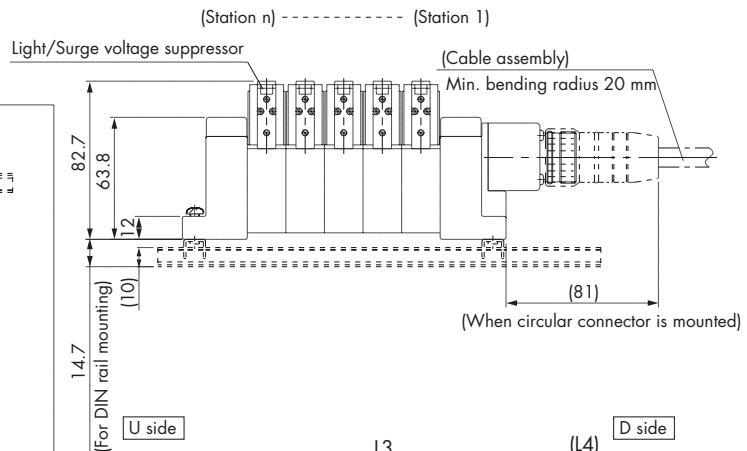 (Station n) ---------- (Station 1)
Light/Surge voltage suppressor
(Cable assembly)
Min. bending radius 20 mm
82.7
63.8
12
(10)
14.7
(For DIN rail mounting)
(81)
(When circular connector is mounted)
U side
D side
L3
(L4)